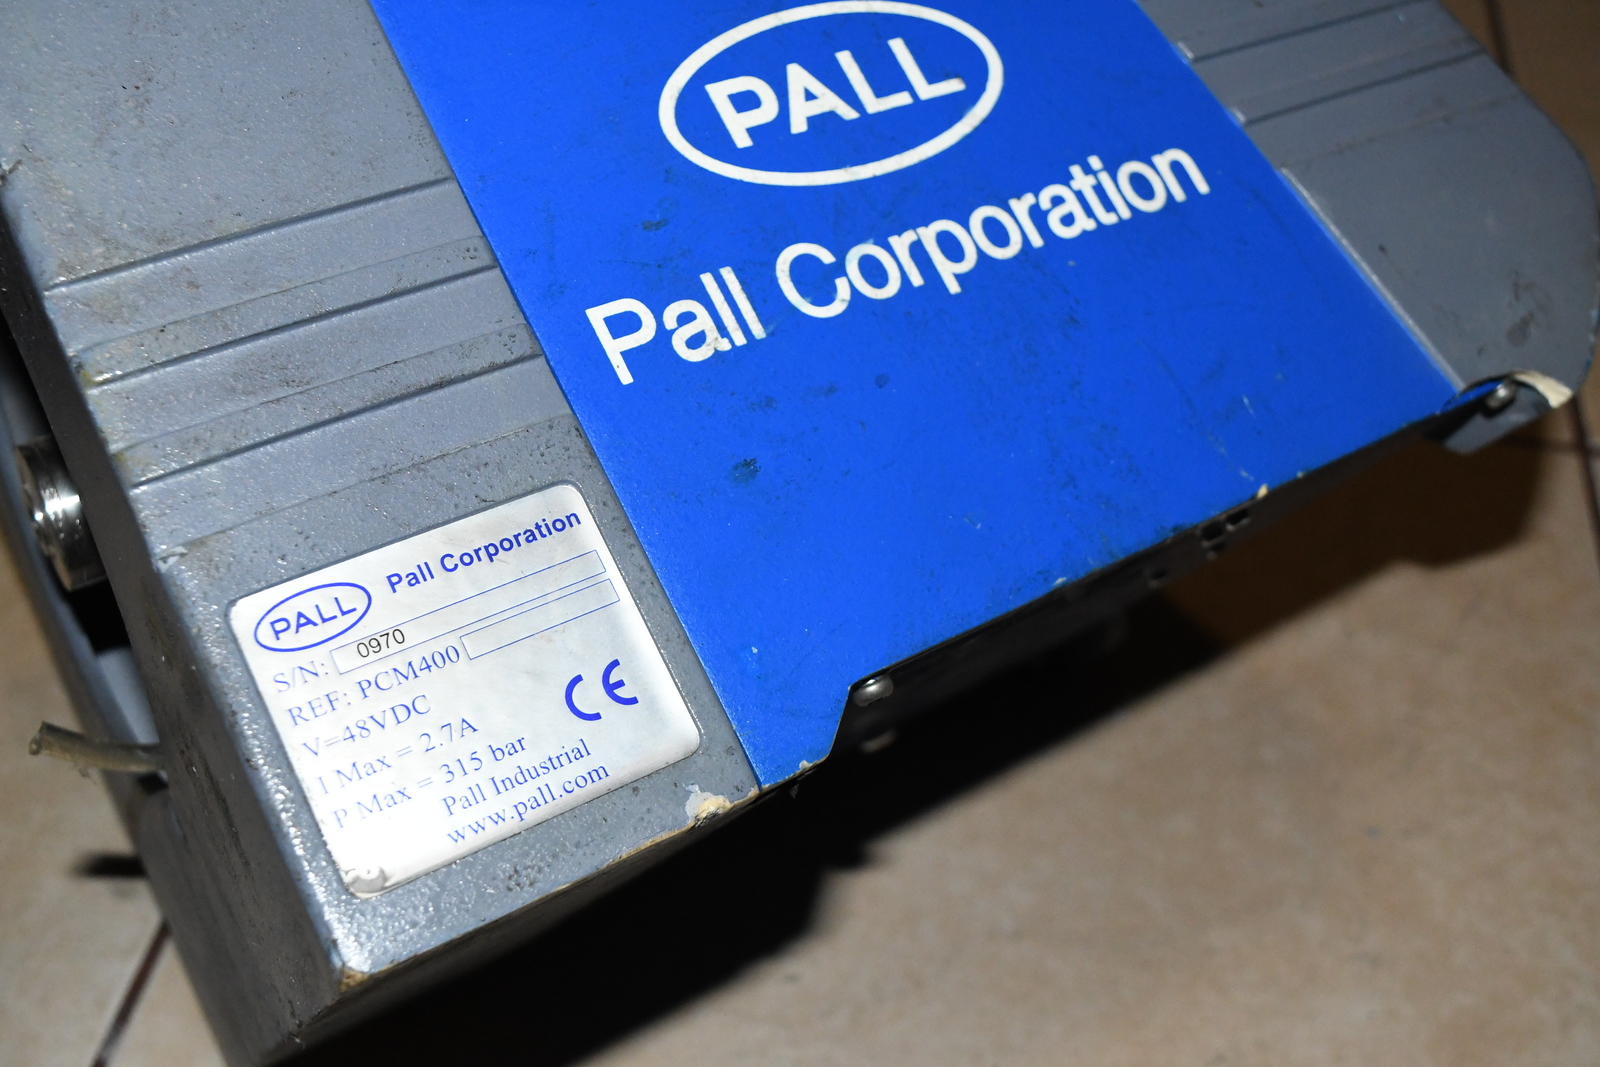 PALL
Pall Corporation
PALL Pall Corporation
S/N: 0970
REF: PCM400
V=48VDC
I Max = 2.7A
P Max = 315 bar
Pall Industrial
www.pall.com
CE